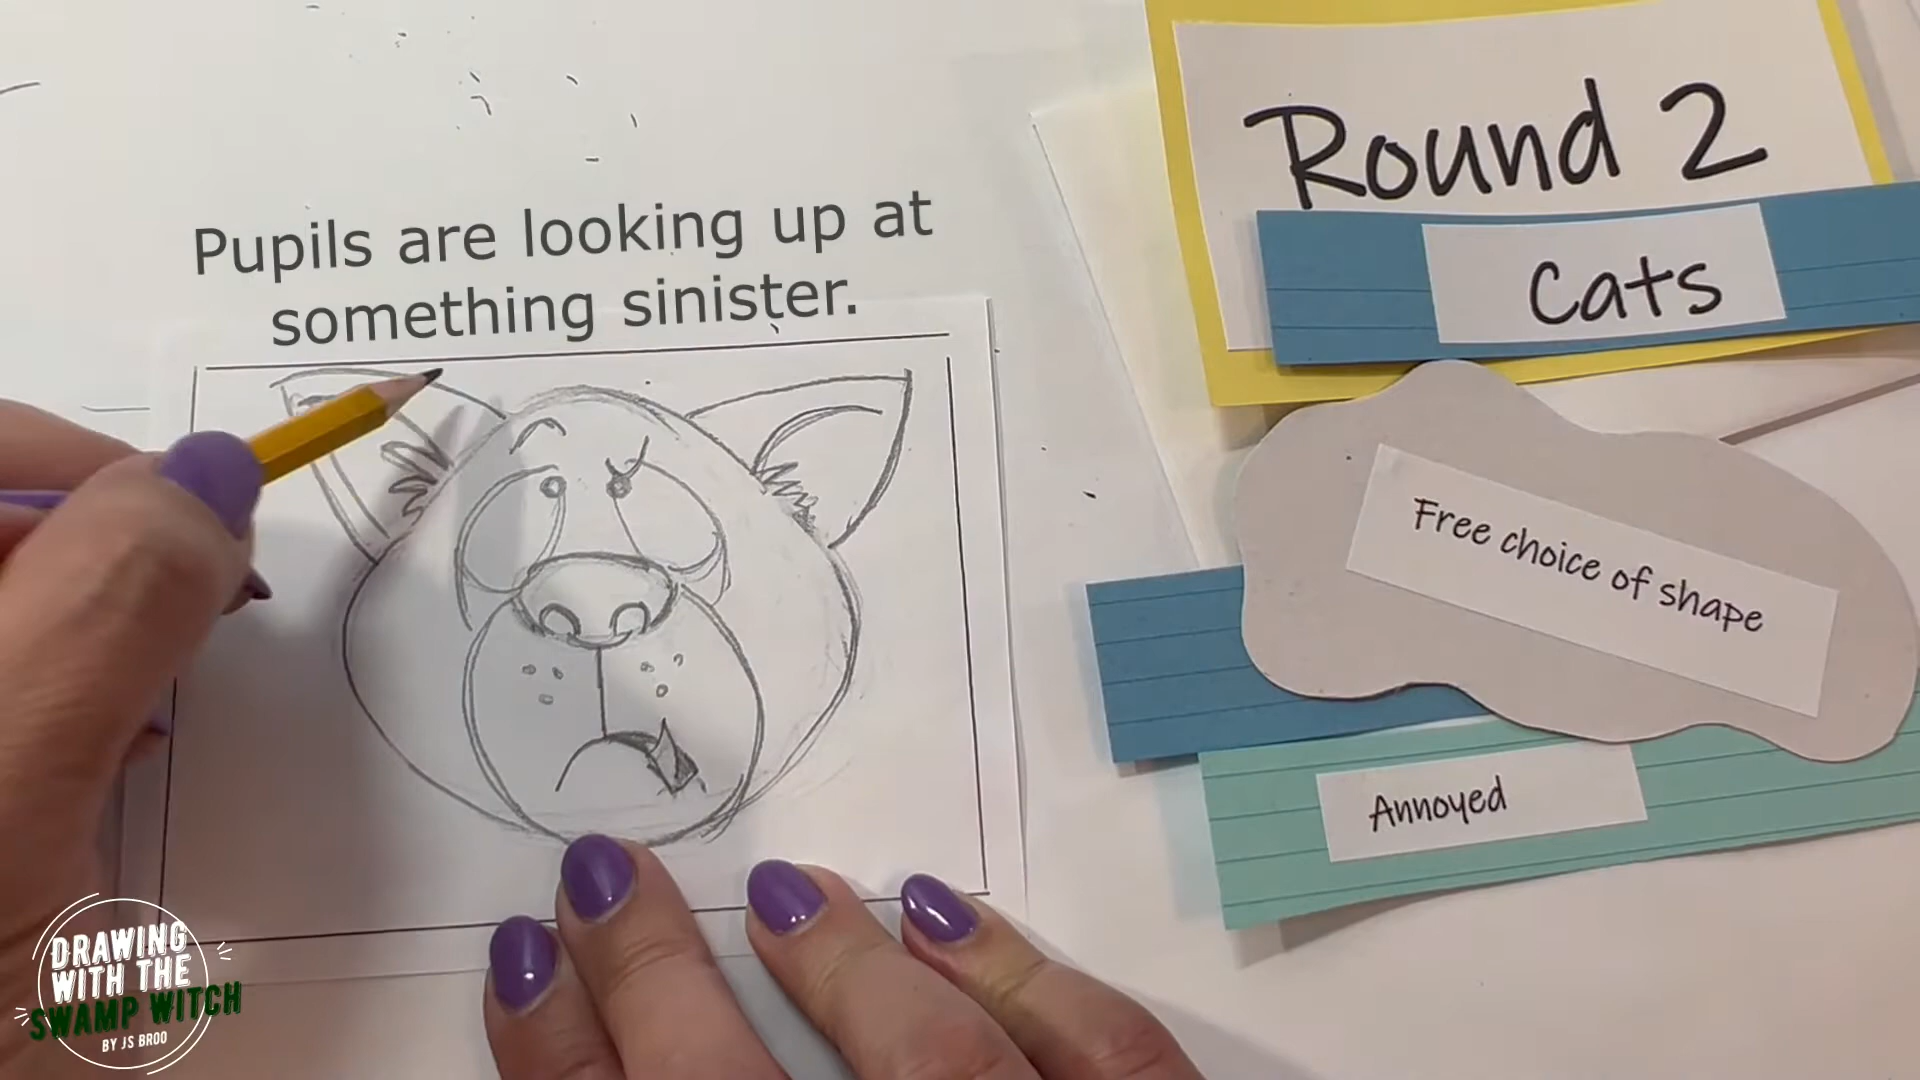 Round 2
Cats
Pupils are looking up at
something sinister.
Free choice of shape
Annoyed
DRAWING
WITH THE
SWAMP WITCH
BY JS BROO